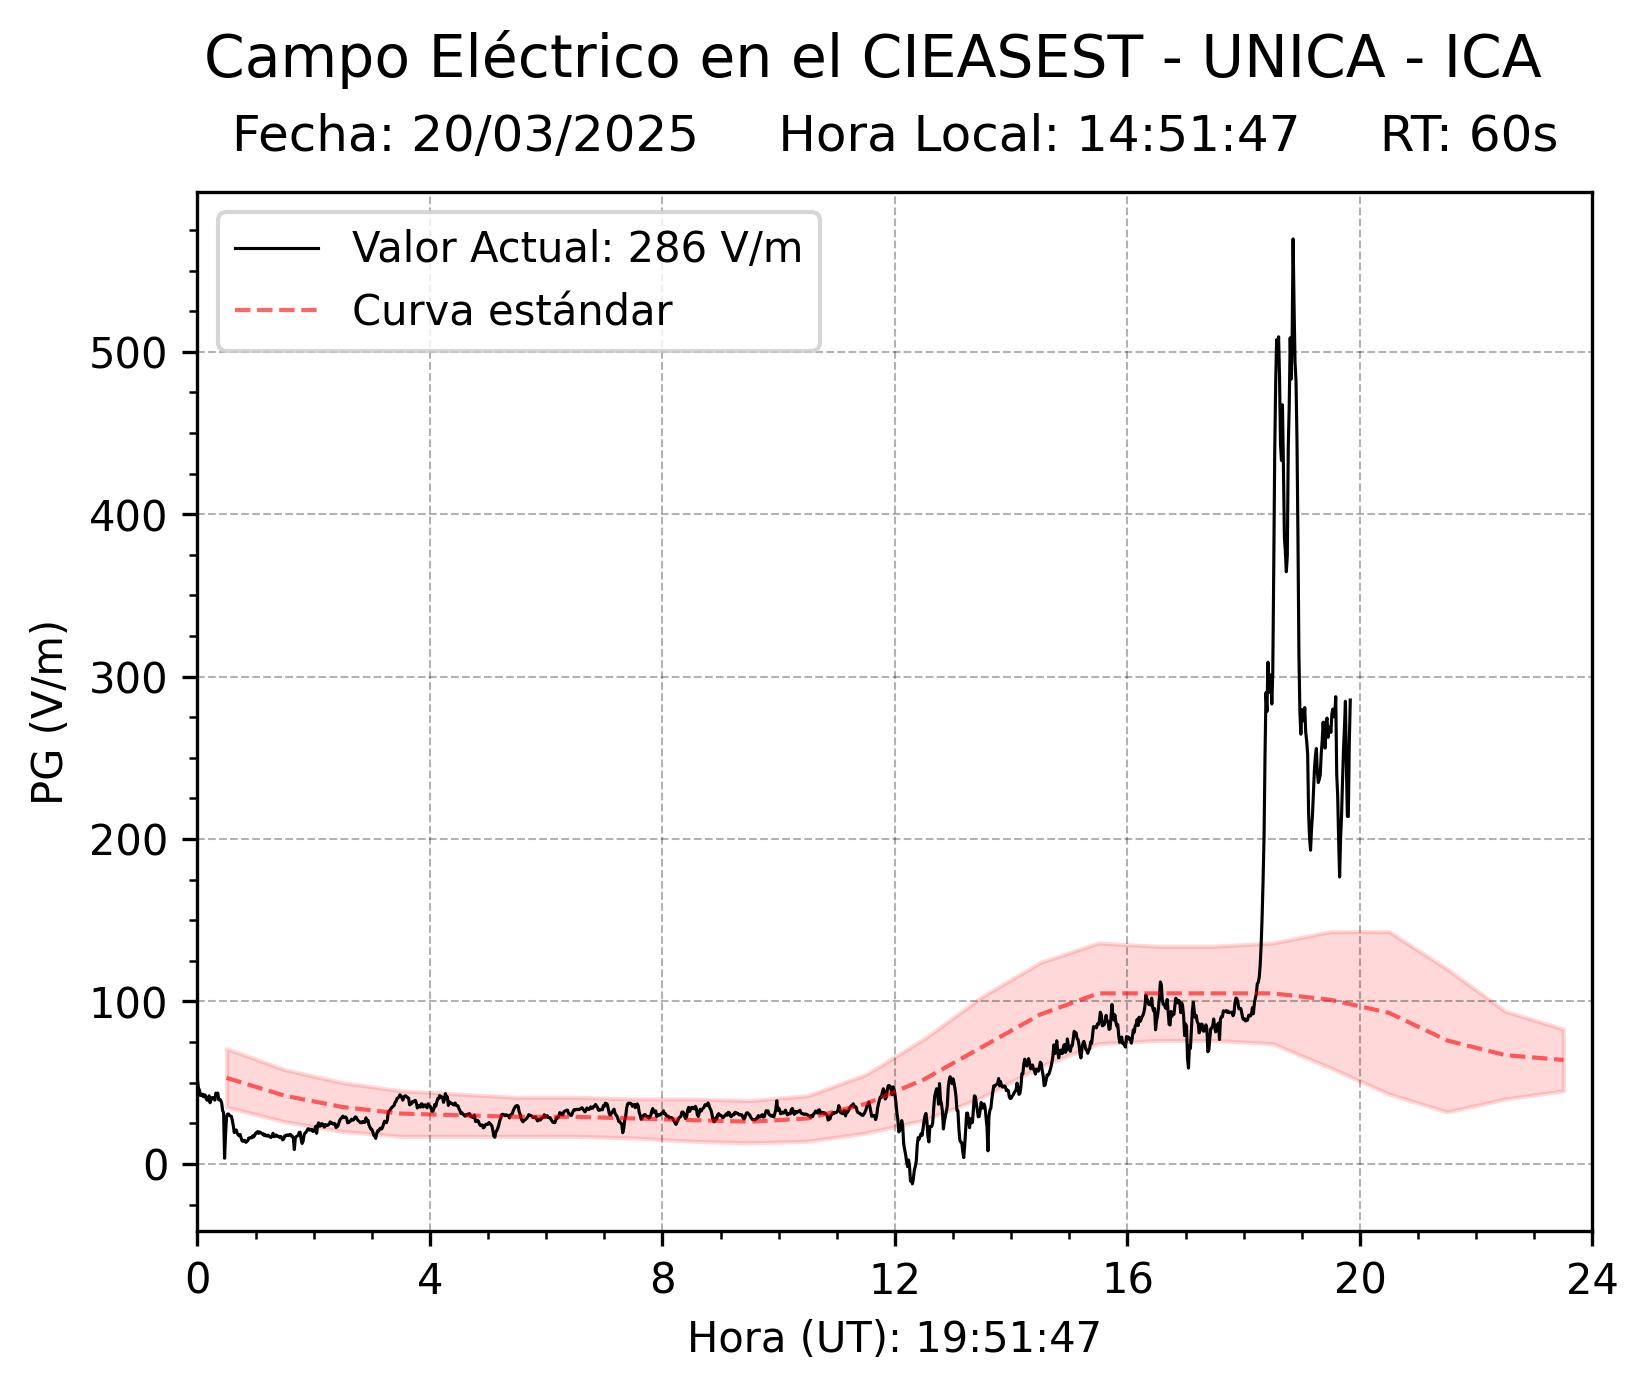 Campo Eléctrico en el CIEASEST - UNICA - ICA
Fecha: 20/03/2025 Hora Local: 14:51:47 RT: 60s
Valor Actual: 286 V/m
Curva estándar
500
400
300
200
100
0
PG (V/m)
0 4 8 12 16 20 24
Hora (UT): 19:51:47